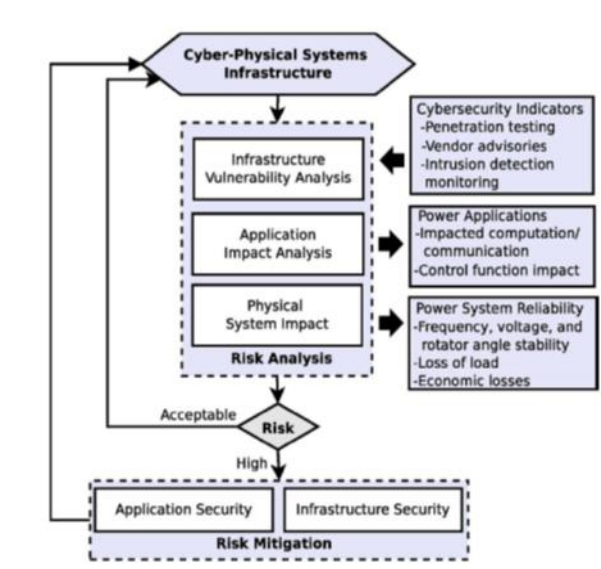 Cyber-Physical Systems
Infrastructure
Infrastructure
Vulnerability Analysis
Cybersecurity Indicators
-Penetration testing
-Vendor advisories
-Intrusion detection
monitoring
Application
Impact Analysis
Power Applications
-Impacted computation/
communication
-Control function impact
Physical
System Impact
Power System Reliability
-Frequency, voltage, and
rotator angle stability
-Loss of load
-Economic losses
Risk Analysis
Acceptable
Risk
High
Application Security
Infrastructure Security
Risk Mitigation